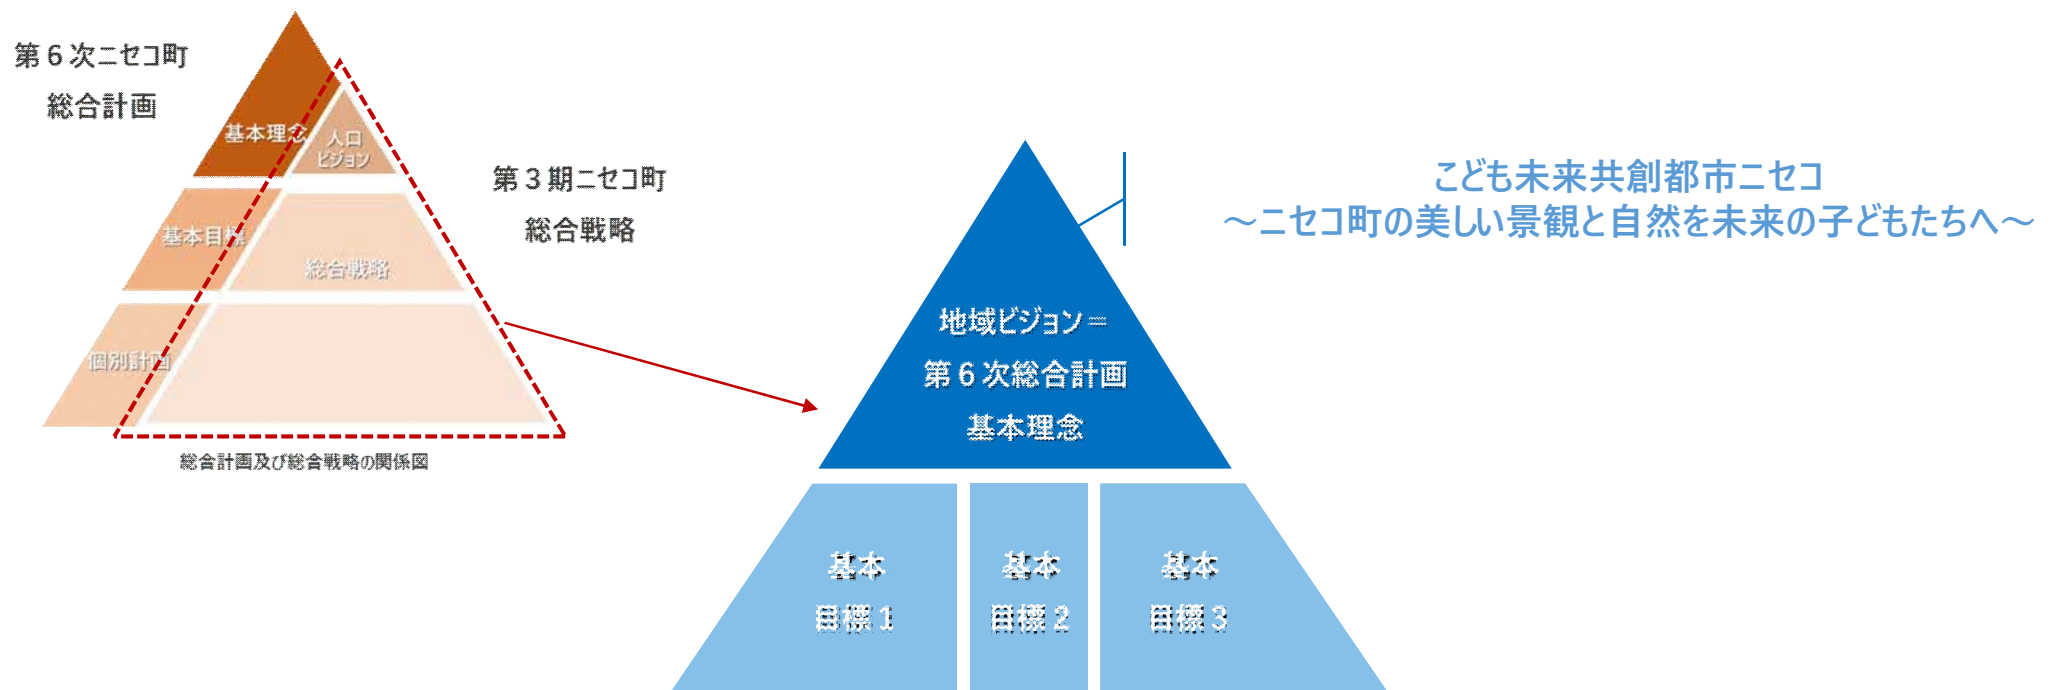 第６次ニセコ町
総合計画
基本理念
人口
ビジョン
基本目標
総合戦略
個別計画
総合計画及び総合戦略の関係図
第３期ニセコ町
総合戦略
こども未来共創都市ニセコ
～ニセコ町の美しい景観と自然を未来の子どもたちへ～
地域ビジョン＝
第６次総合計画
基本理念
基本
目標１
基本
目標２
基本
目標３